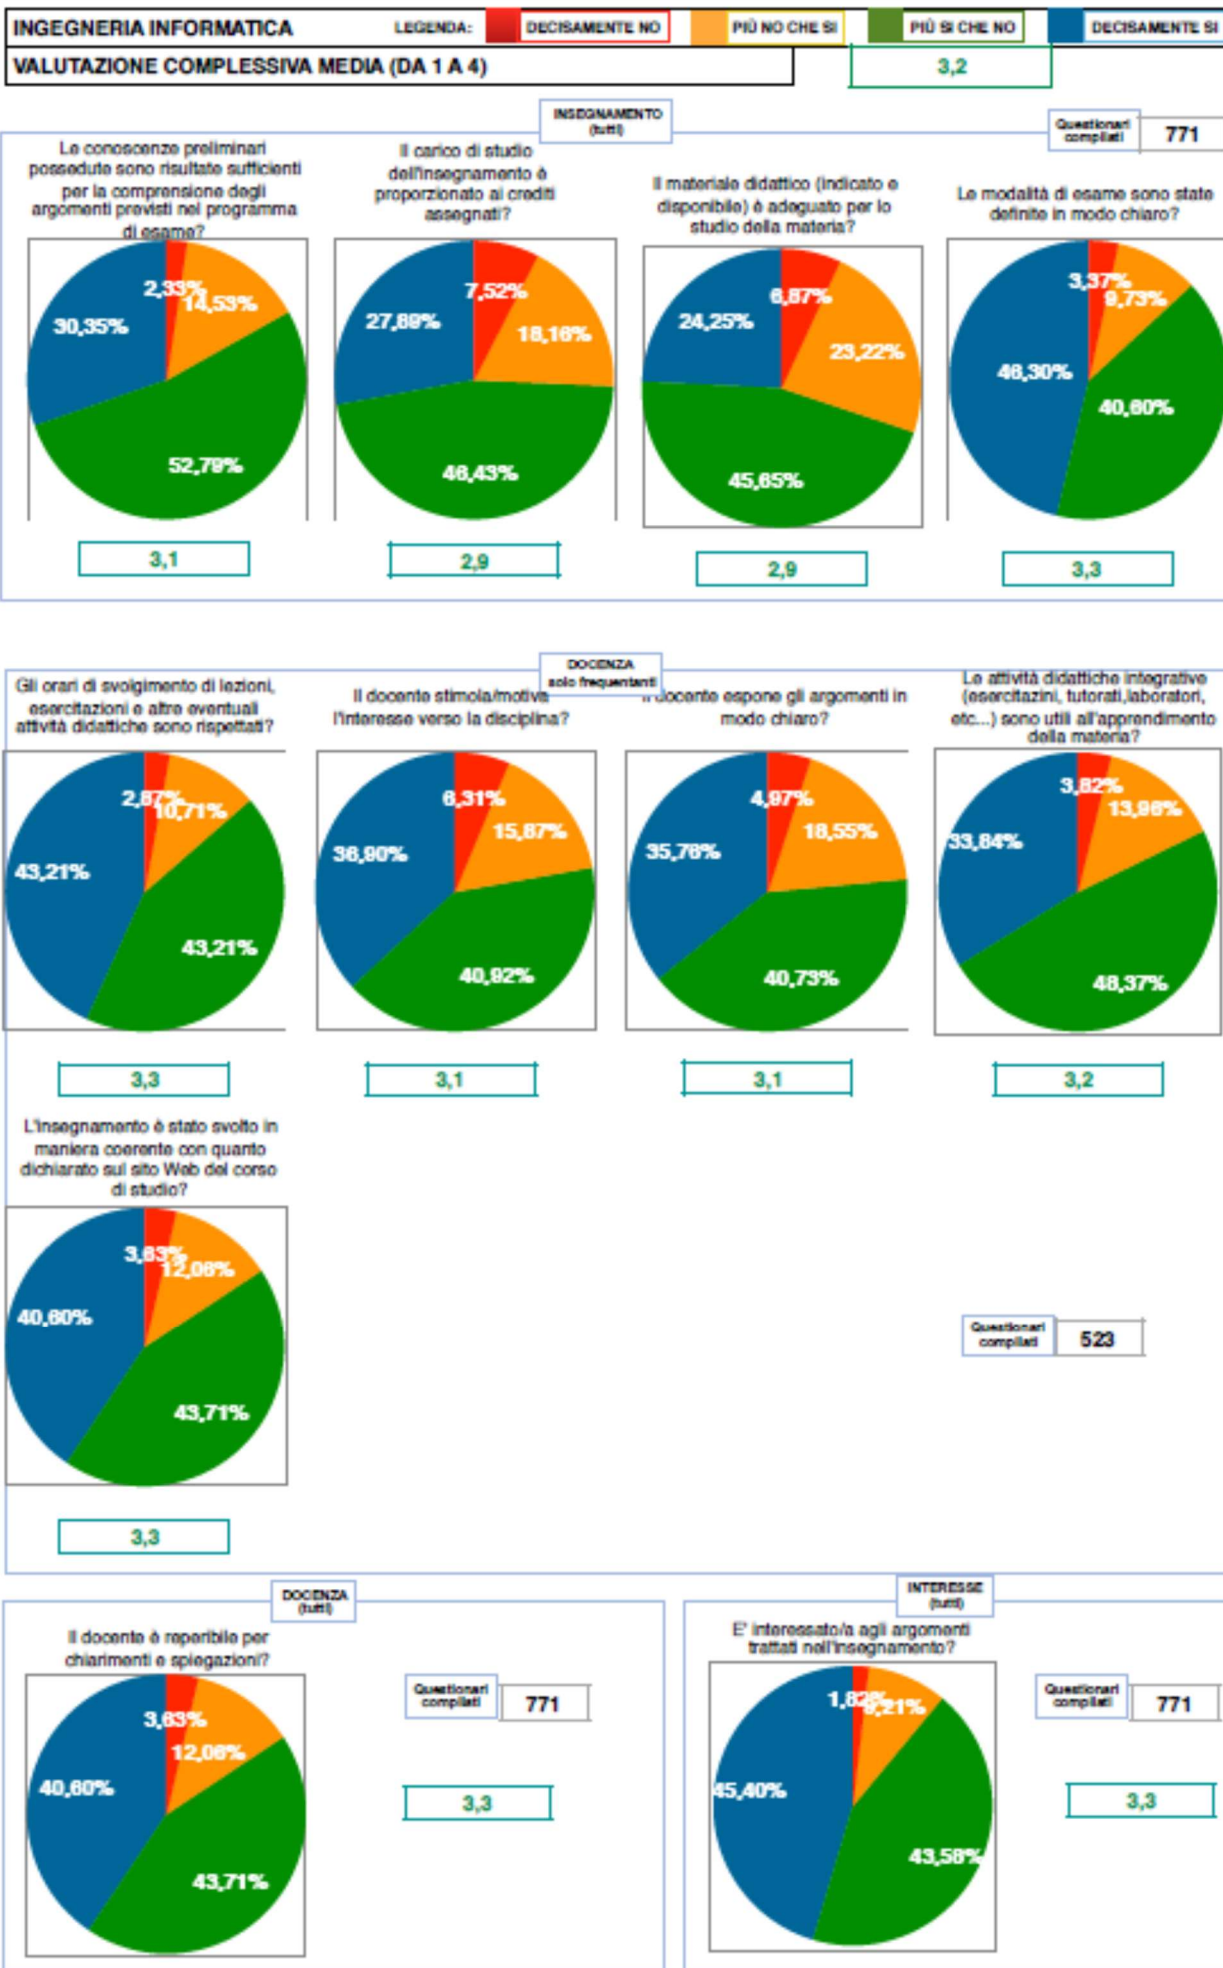 INGEGNERIA INFORMATICA
LEGENDA:
DECISAMENTE NO
PIÙ NO CHE SI
PIÙ SI CHE NO
DECISAMENTE SI
VALUTAZIONE COMPLESSIVA MEDIA (DA 1 A 4)
3,2
INSEGNAMENTO
(tutti)
Questionari
compilati
771
Le conoscenze preliminari
possedute sono risultate sufficienti
per la comprensione degli
argomenti previsti nel programma
di esame?
Il carico di studio
dell'insegnamento è
proporzionato ai crediti
assegnati?
Il materiale didattico (indicato e
disponibile) è adeguato per lo
studio della materia?
Le modalità di esame sono state
definite in modo chiaro?
2,33%
14,53%
30,35%
52,79%
7,52%
18,16%
27,89%
46,43%
6,87%
23,22%
24,25%
45,65%
3,37%
9,73%
46,30%
40,60%
3,1
2,9
2,9
3,3
DOCENZA
solo frequentanti
Gli orari di svolgimento di lezioni,
esercitazioni e altre eventuali
attività didattiche sono rispettati?
Il docente stimola/motiva
l'interesse verso la disciplina?
docente espone gli argomenti in
modo chiaro?
Le attività didattiche integrative
(esercitazini, tutorati,laboratori,
etc...) sono utili all'apprendimento
della materia?
2,87%
10,71%
43,21%
43,21%
6,31%
15,87%
36,90%
40,92%
4,97%
18,55%
35,76%
40,73%
3,82%
13,96%
33,84%
48,37%
3,3
3,1
3,1
3,2
L'insegnamento è stato svolto in
maniera coerente con quanto
dichiarato sul sito Web del corso
di studio?
3,63%
12,06%
40,60%
43,71%
Questionari
compilati
523
3,3
DOCENZA
(tutti)
Il docente è reperibile per
chiarimenti e spiegazioni?
3,63%
12,06%
40,60%
43,71%
Questionari
compilati
771
3,3
INTERESSE
(tutti)
E' interessato/a agli argomenti
trattati nell'insegnamento?
1,82%
45,40%
43,58%
Questionari
compilati
771
3,3